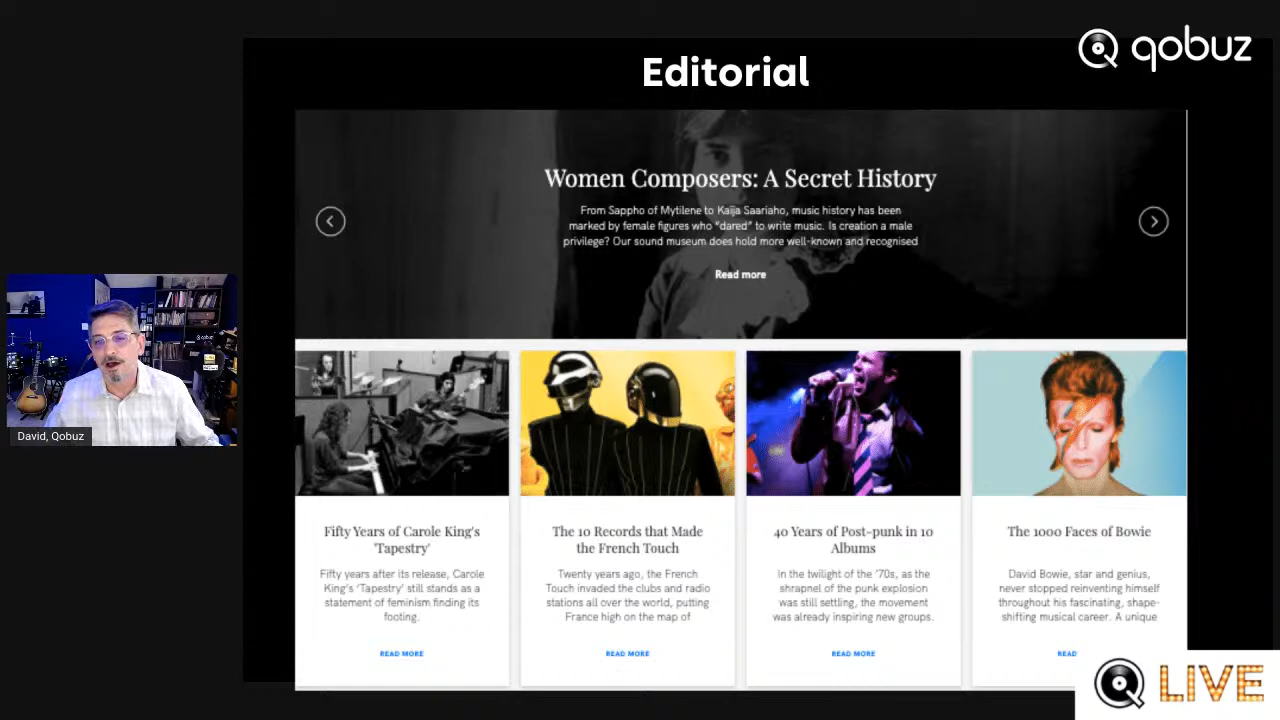 qobuz
Editorial
Women Composers: A Secret History
From Sappho of Mytilene to Kaija Saariaho, music history has been
marked by female figures who “dared” to write music. Is creation a male
privilege? Our sound museum does hold more well-known and recognised
Read more
qobuz
David, Qobuz
Fifty Years of Carole King's
'Tapestry'
Fifty years after its release, Carole
King's 'Tapestry' still stands as a
statement of feminism finding its
footing.
READ MORE
The 10 Records that Made
the French Touch
Twenty years ago, the French
Touch invaded the clubs and radio
stations all over the world, putting
France high on the map of
READ MORE
40 Years of Post-punk in 10
Albums
In the twilight of the '70s, as the
shrapnel of the punk explosion
was still settling, the movement
was already inspiring new groups.
READ MORE
The 1000 Faces of Bowie
David Bowie, star and genius,
never stopped reinventing himself
throughout his fascinating, shape-
shifting musical career. A unique
READ
LIVE